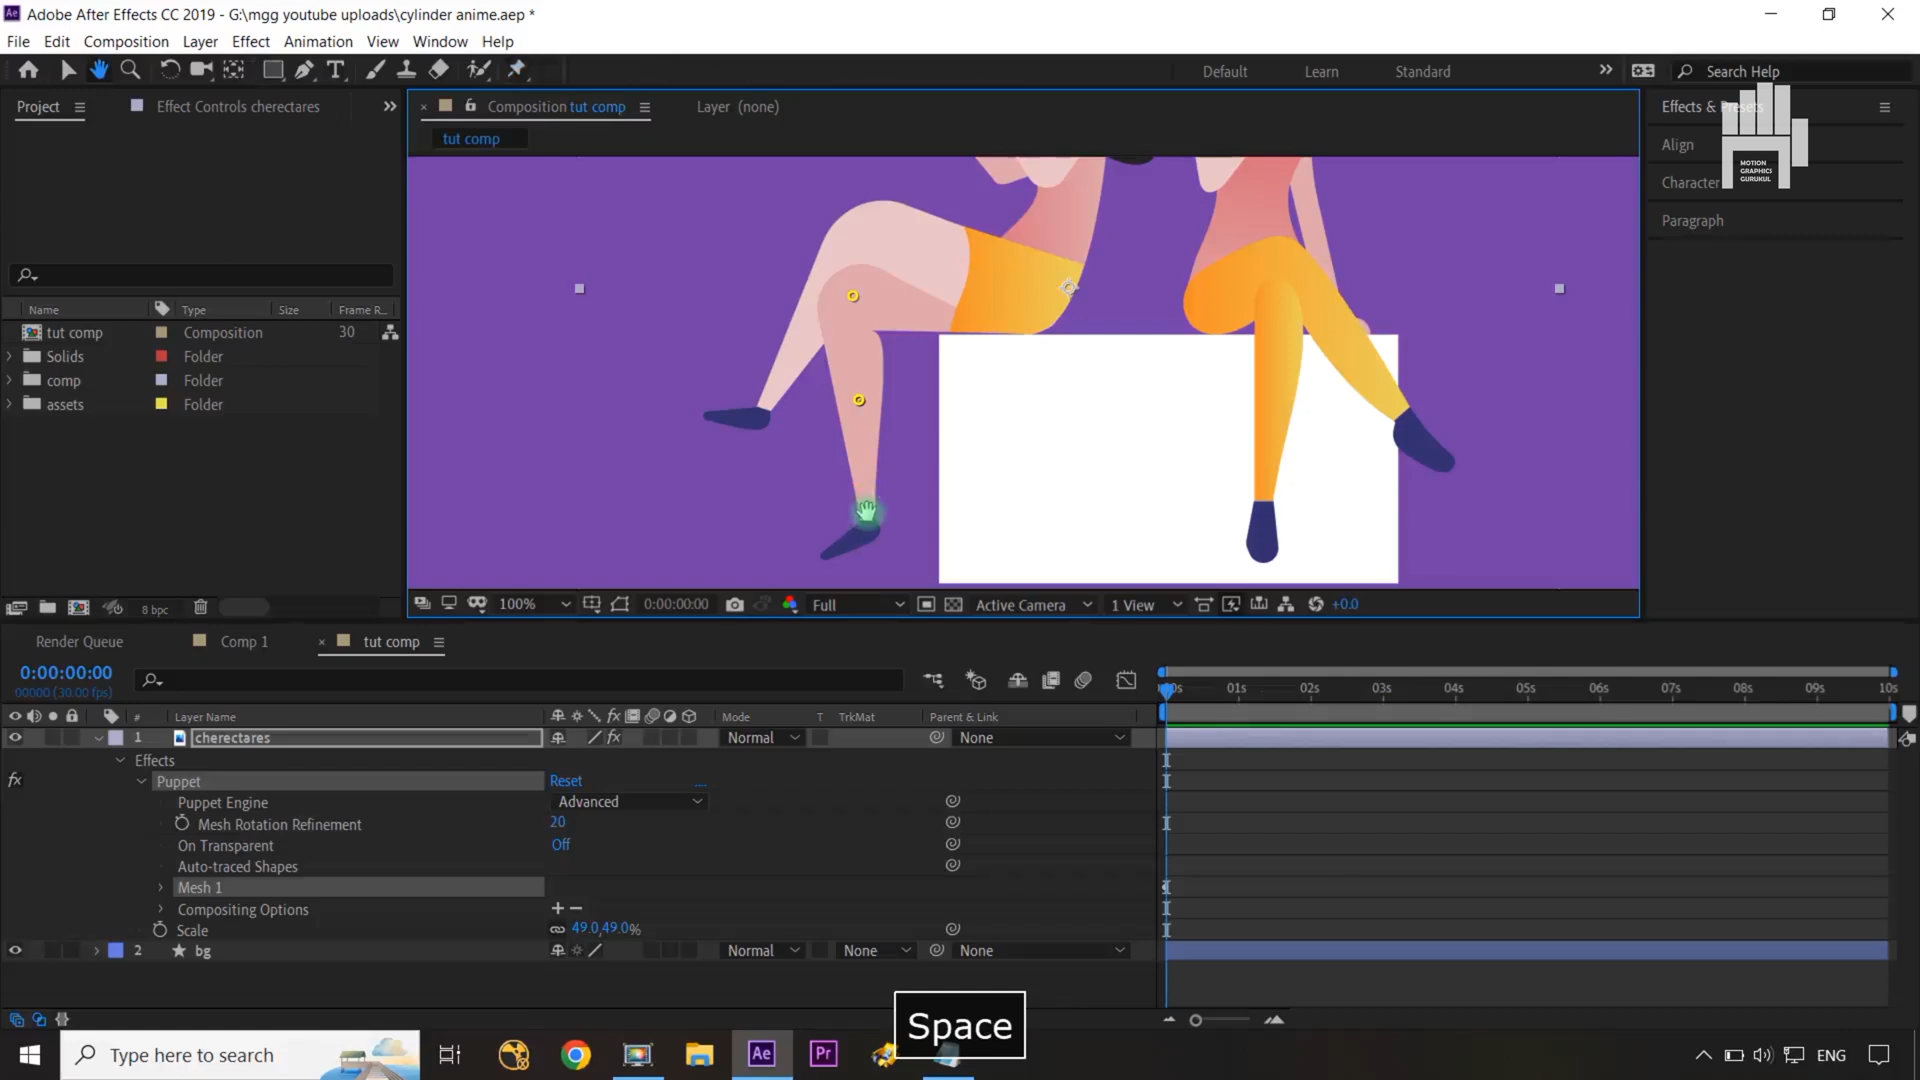 Adobe After Effects CC 2019 - G:\mgg youtube uploads\cylinder anime.aep *
File Edit Composition Layer Effect Animation View Window Help
Default Learn Standard Search Help
Project Effect Controls cherectares Composition tut comp Layer (none) Effects & Presets
tut comp
Align
MOTION
GRAPHICS
GURUKUL
Character
Paragraph
Name Type Size Frame R...
tut comp Composition 30
Solids Folder
comp Folder
assets Folder
8 bpc 100% 0:00:00:00 Full Active Camera 1 View +0.0
Render Queue Comp 1 tut comp
0:00:00:00
00000 (30.00 fps)
01s 02s 03s 04s 05s 06s 07s 08s 09s 10s
# Layer Name Mode T TrkMat Parent & Link
1 cherectares Normal None
Effects
fx Puppet Reset ....
Puppet Engine Advanced
Mesh Rotation Refinement 20
On Transparent Off
Auto-traced Shapes
Mesh 1
Compositing Options + −
Scale 49.0,49.0%
2 bg Normal None None
Space
Type here to search Ae Pr ENG